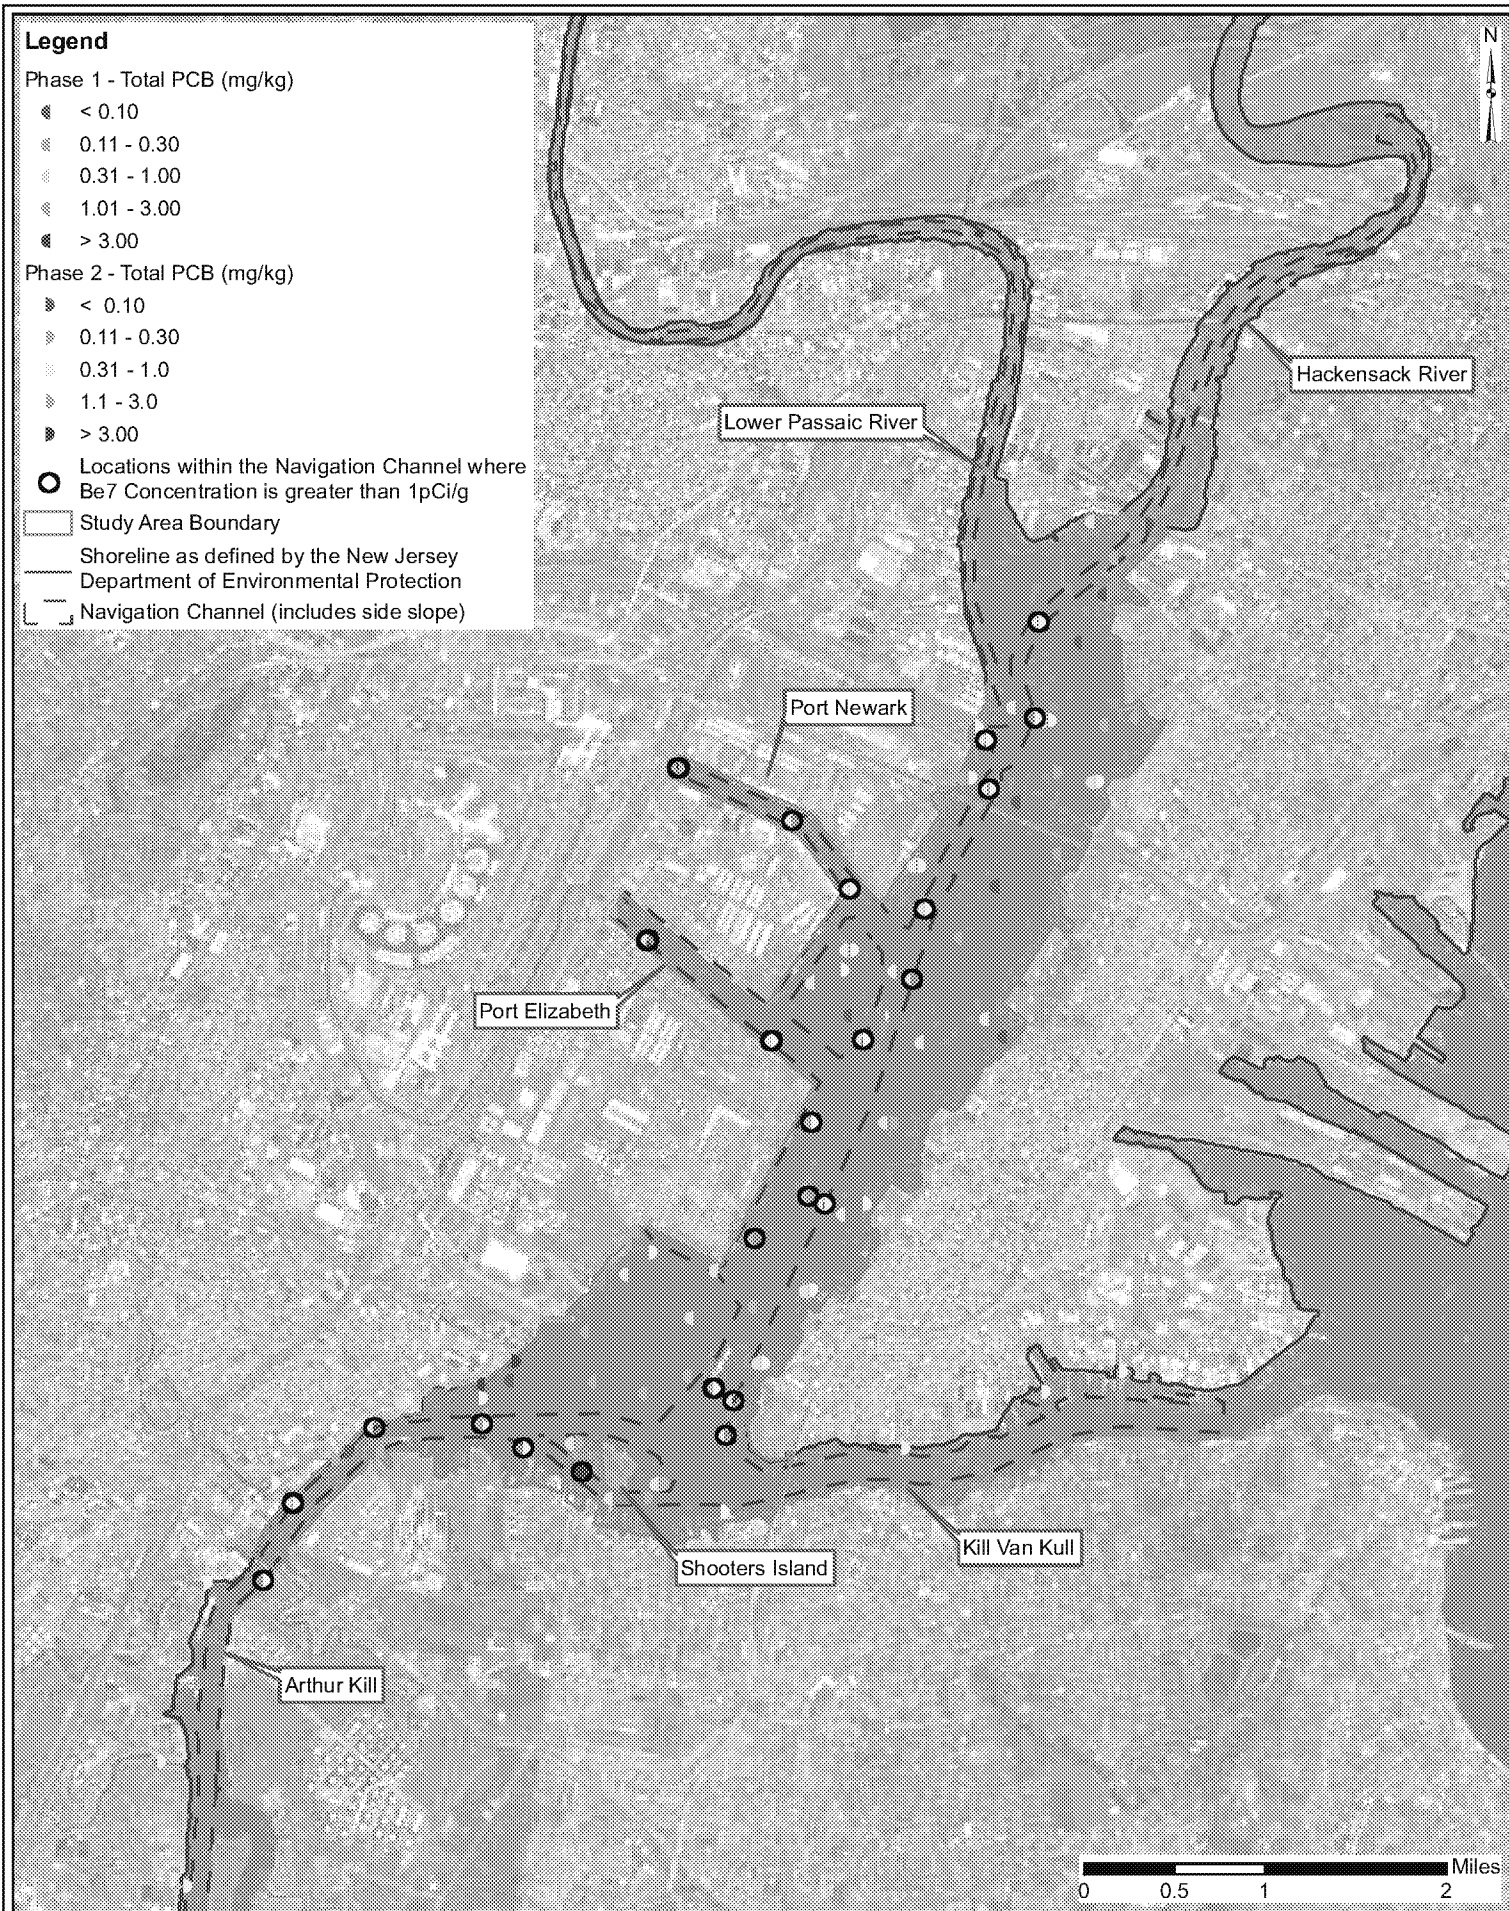 Legend
Phase 1 - Total PCB (mg/kg)
< 0.10
0.11 - 0.30
0.31 - 1.00
1.01 - 3.00
> 3.00
Phase 2 - Total PCB (mg/kg)
< 0.10
0.11 - 0.30
0.31 - 1.0
1.1 - 3.0
> 3.00
Locations within the Navigation Channel where
Be7 Concentration is greater than 1pCi/g
Study Area Boundary
Shoreline as defined by the New Jersey
Department of Environmental Protection
Navigation Channel (includes side slope)
N
Hackensack River
Lower Passaic River
Port Newark
Port Elizabeth
Kill Van Kull
Shooters Island
Arthur Kill
Miles
0 0.5 1 2